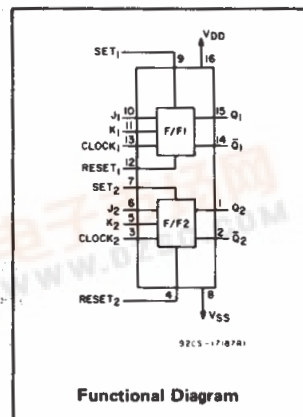 SET1
VDD
9 16
J1 10 15 Q1
K1 11
CLOCK1 13 F/F1 14 Q̅1
RESET1 12
SET2 7
J2 6 1 Q2
K2 5
CLOCK2 3 F/F2 2 Q̅2
RESET2 4 8
VSS
92CS-17187R1
Functional Diagram